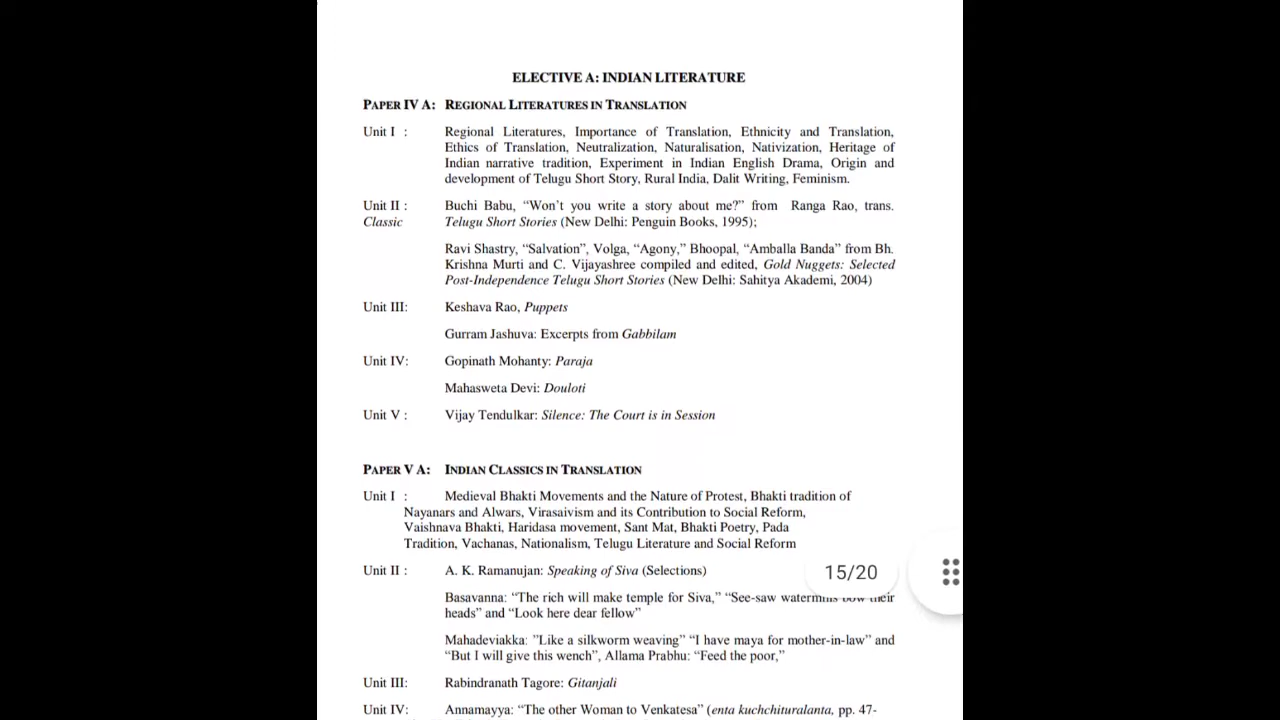 ELECTIVE A: INDIAN LITERATURE
PAPER IV A: REGIONAL LITERATURES IN TRANSLATION
Unit I : Regional Literatures, Importance of Translation, Ethnicity and Translation,
Ethics of Translation, Neutralization, Naturalisation, Nativization, Heritage of
Indian narrative tradition, Experiment in Indian English Drama, Origin and
development of Telugu Short Story, Rural India, Dalit Writing, Feminism.
Unit II : Buchi Babu, “Won’t you write a story about me?” from Ranga Rao, trans.
Classic Telugu Short Stories (New Delhi: Penguin Books, 1995);
Ravi Shastry, “Salvation”, Volga, “Agony,” Bhoopal, “Amballa Banda” from Bh.
Krishna Murti and C. Vijayashree compiled and edited, Gold Nuggets: Selected
Post-Independence Telugu Short Stories (New Delhi: Sahitya Akademi, 2004)
Unit III: Keshava Rao, Puppets
Gurram Jashuva: Excerpts from Gabbilam
Unit IV: Gopinath Mohanty: Paraja
Mahasweta Devi: Douloti
Unit V : Vijay Tendulkar: Silence: The Court is in Session
PAPER V A: INDIAN CLASSICS IN TRANSLATION
Unit I : Medieval Bhakti Movements and the Nature of Protest, Bhakti tradition of
Nayanars and Alwars, Virasaivism and its Contribution to Social Reform,
Vaishnava Bhakti, Haridasa movement, Sant Mat, Bhakti Poetry, Pada
Tradition, Vachanas, Nationalism, Telugu Literature and Social Reform
Unit II : A. K. Ramanujan: Speaking of Siva (Selections)
15/20
Basavanna: “The rich will make temple for Siva,” “See-saw watermills bow their
heads” and “Look here dear fellow”
Mahadeviakka: ”Like a silkworm weaving” “I have maya for mother-in-law” and
“But I will give this wench”, Allama Prabhu: “Feed the poor,”
Unit III: Rabindranath Tagore: Gitanjali
Unit IV: Annamayya: “The other Woman to Venkatesa” (enta kuchchituralanta, pp. 47-